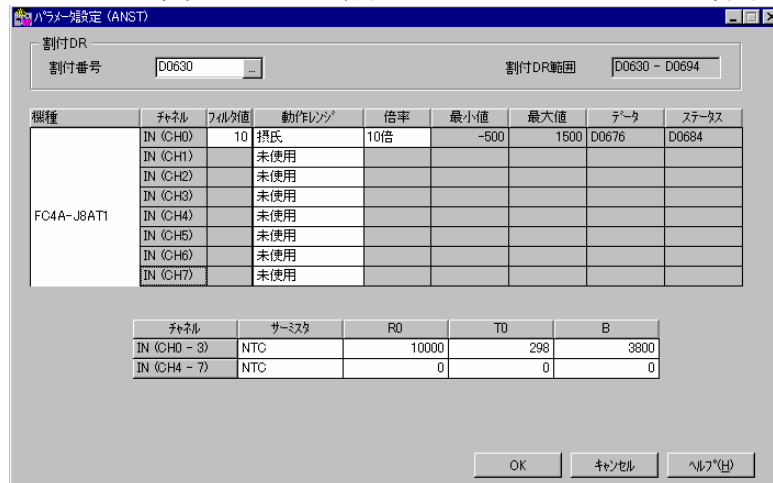 パラメータ設定 (ANST)
割付DR
割付番号 D0630 ... 割付DR範囲 D0630 - D0694
機種 チャネル フィルタ値 動作レンジ 倍率 最小値 最大値 データ ステータス
IN (CH0) 10 摂氏 10倍 -500 1500 D0676 D0684
IN (CH1) 未使用
IN (CH2) 未使用
IN (CH3) 未使用
FC4A-J8AT1 IN (CH4) 未使用
IN (CH5) 未使用
IN (CH6) 未使用
IN (CH7) 未使用
チャネル サーミスタ R0 T0 B
IN (CH0 - 3) NTC 10000 298 3800
IN (CH4 - 7) NTC 0 0 0
OK キャンセル ヘルプ(H)